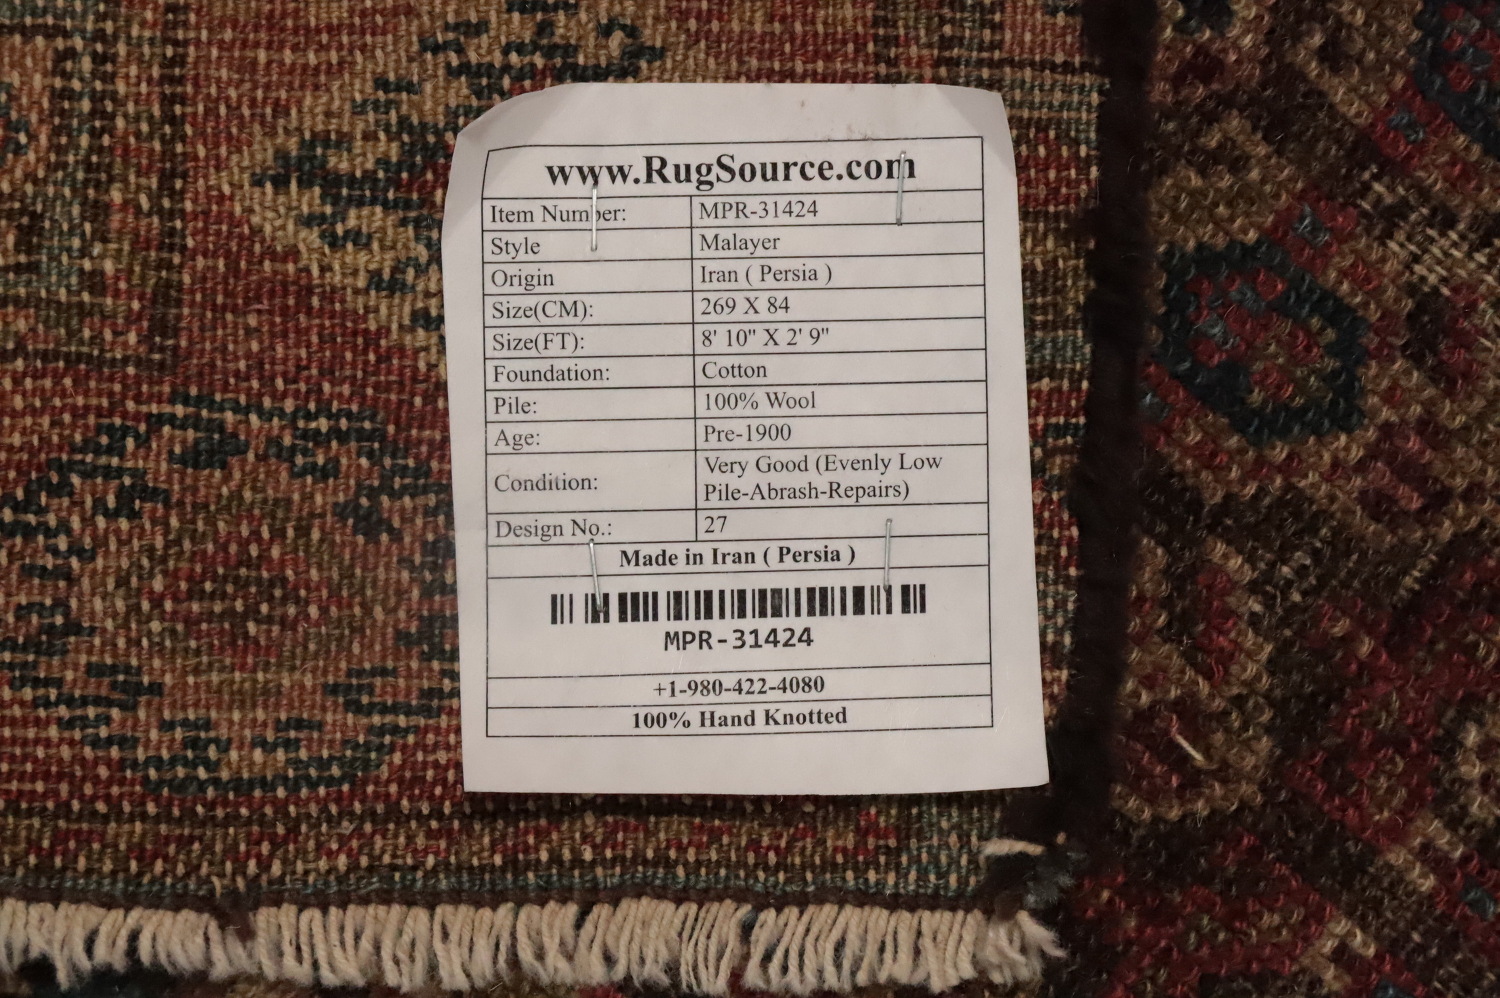 www.RugSource.com
Item Number: MPR-31424
Style Malayer
Origin Iran ( Persia )
Size(CM): 269 X 84
Size(FT): 8' 10" X 2' 9"
Foundation: Cotton
Pile: 100% Wool
Age: Pre-1900
Condition: Very Good (Evenly Low
Pile-Abrash-Repairs)
Design No.: 27
Made in Iran ( Persia )
MPR-31424
+1-980-422-4080
100% Hand Knotted